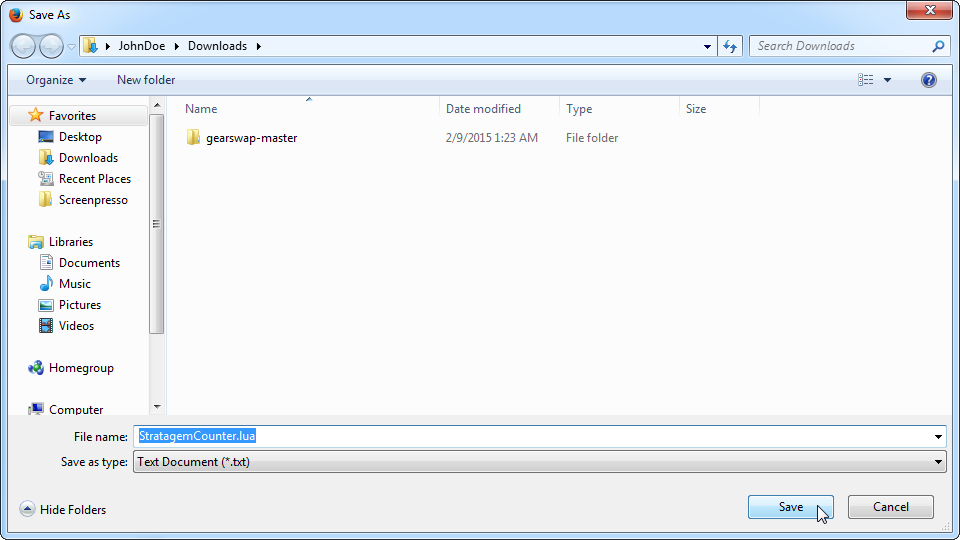 Save As
JohnDoe Downloads
Search Downloads
Organize New folder
Name Date modified Type Size
gearswap-master 2/9/2015 1:23 AM File folder
Favorites
Desktop
Downloads
Recent Places
Screenpresso
Libraries
Documents
Music
Pictures
Videos
Homegroup
Computer
File name: StratagemCounter.lua
Save as type: Text Document (*.txt)
Hide Folders Save Cancel